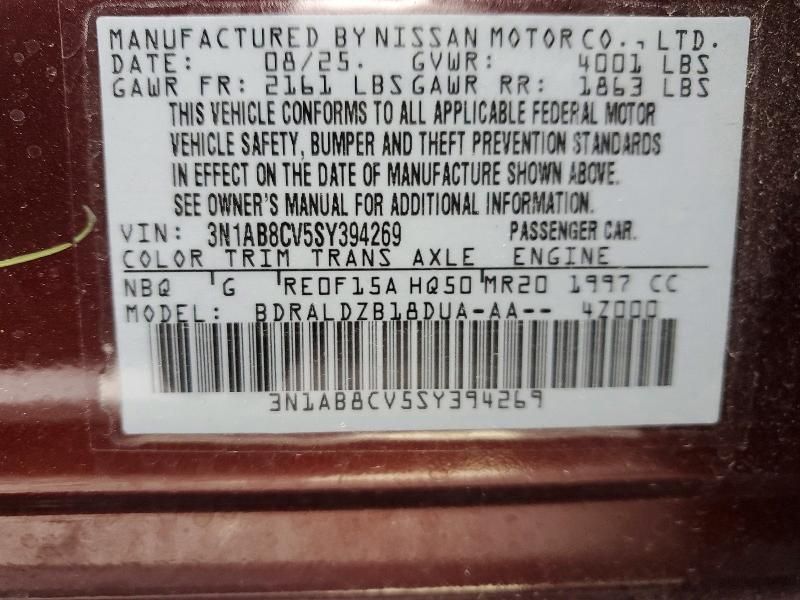 MANUFACTURED BY NISSAN MOTOR CO., LTD.
DATE: 08/25. GVWR: 4001 LBS
GAWR FR: 2161 LBS GAWR RR: 1863 LBS
THIS VEHICLE CONFORMS TO ALL APPLICABLE FEDERAL MOTOR
VEHICLE SAFETY, BUMPER AND THEFT PREVENTION STANDARDS
IN EFFECT ON THE DATE OF MANUFACTURE SHOWN ABOVE.
SEE OWNER'S MANUAL FOR ADDITIONAL INFORMATION.
VIN: 3N1AB8CV5SY394269 PASSENGER CAR.
COLOR TRIM TRANS AXLE ENGINE
NBQ G RE0F15A HQ50 MR20 1997 CC
MODEL: BDRALDZB18DUA-AA-- 4Z000
3N1AB8CV5SY394269